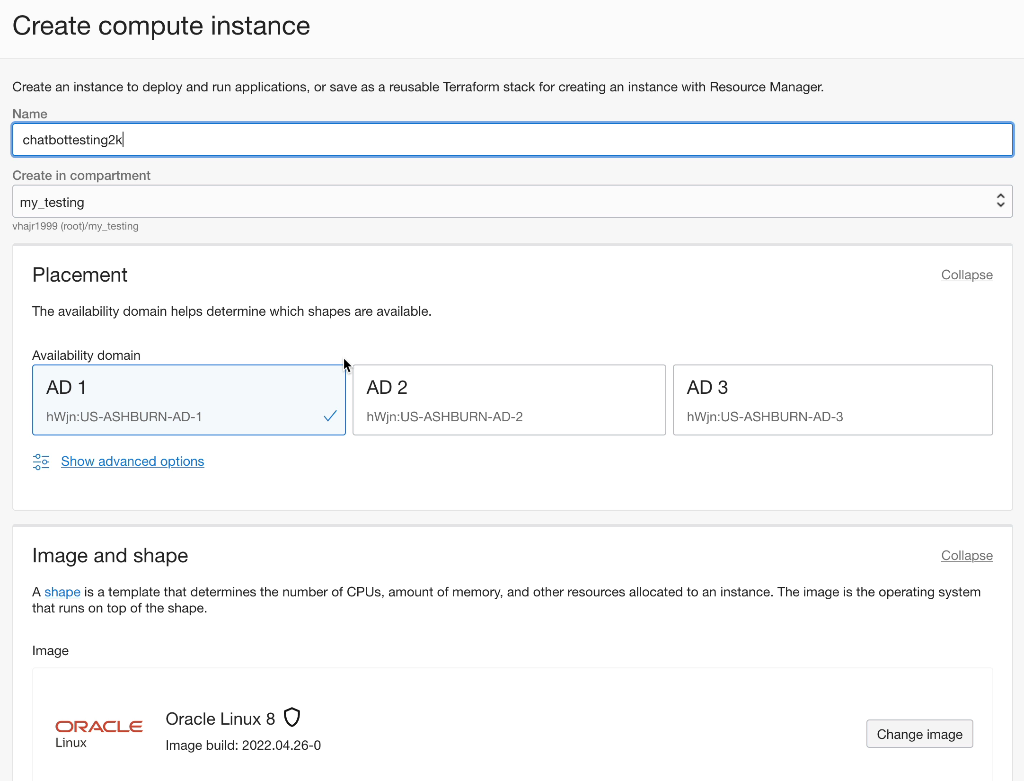 Create compute instance
Create an instance to deploy and run applications, or save as a reusable Terraform stack for creating an instance with Resource Manager.
Name
chatbottesting2k
Create in compartment
my_testing
vhajr1999 (root)/my_testing
Placement
Collapse
The availability domain helps determine which shapes are available.
Availability domain
AD 1
hWjn:US-ASHBURN-AD-1
AD 2
hWjn:US-ASHBURN-AD-2
AD 3
hWjn:US-ASHBURN-AD-3
Show advanced options
Image and shape
Collapse
A shape is a template that determines the number of CPUs, amount of memory, and other resources allocated to an instance. The image is the operating system
that runs on top of the shape.
Image
ORACLE
Linux
Oracle Linux 8
Image build: 2022.04.26-0
Change image